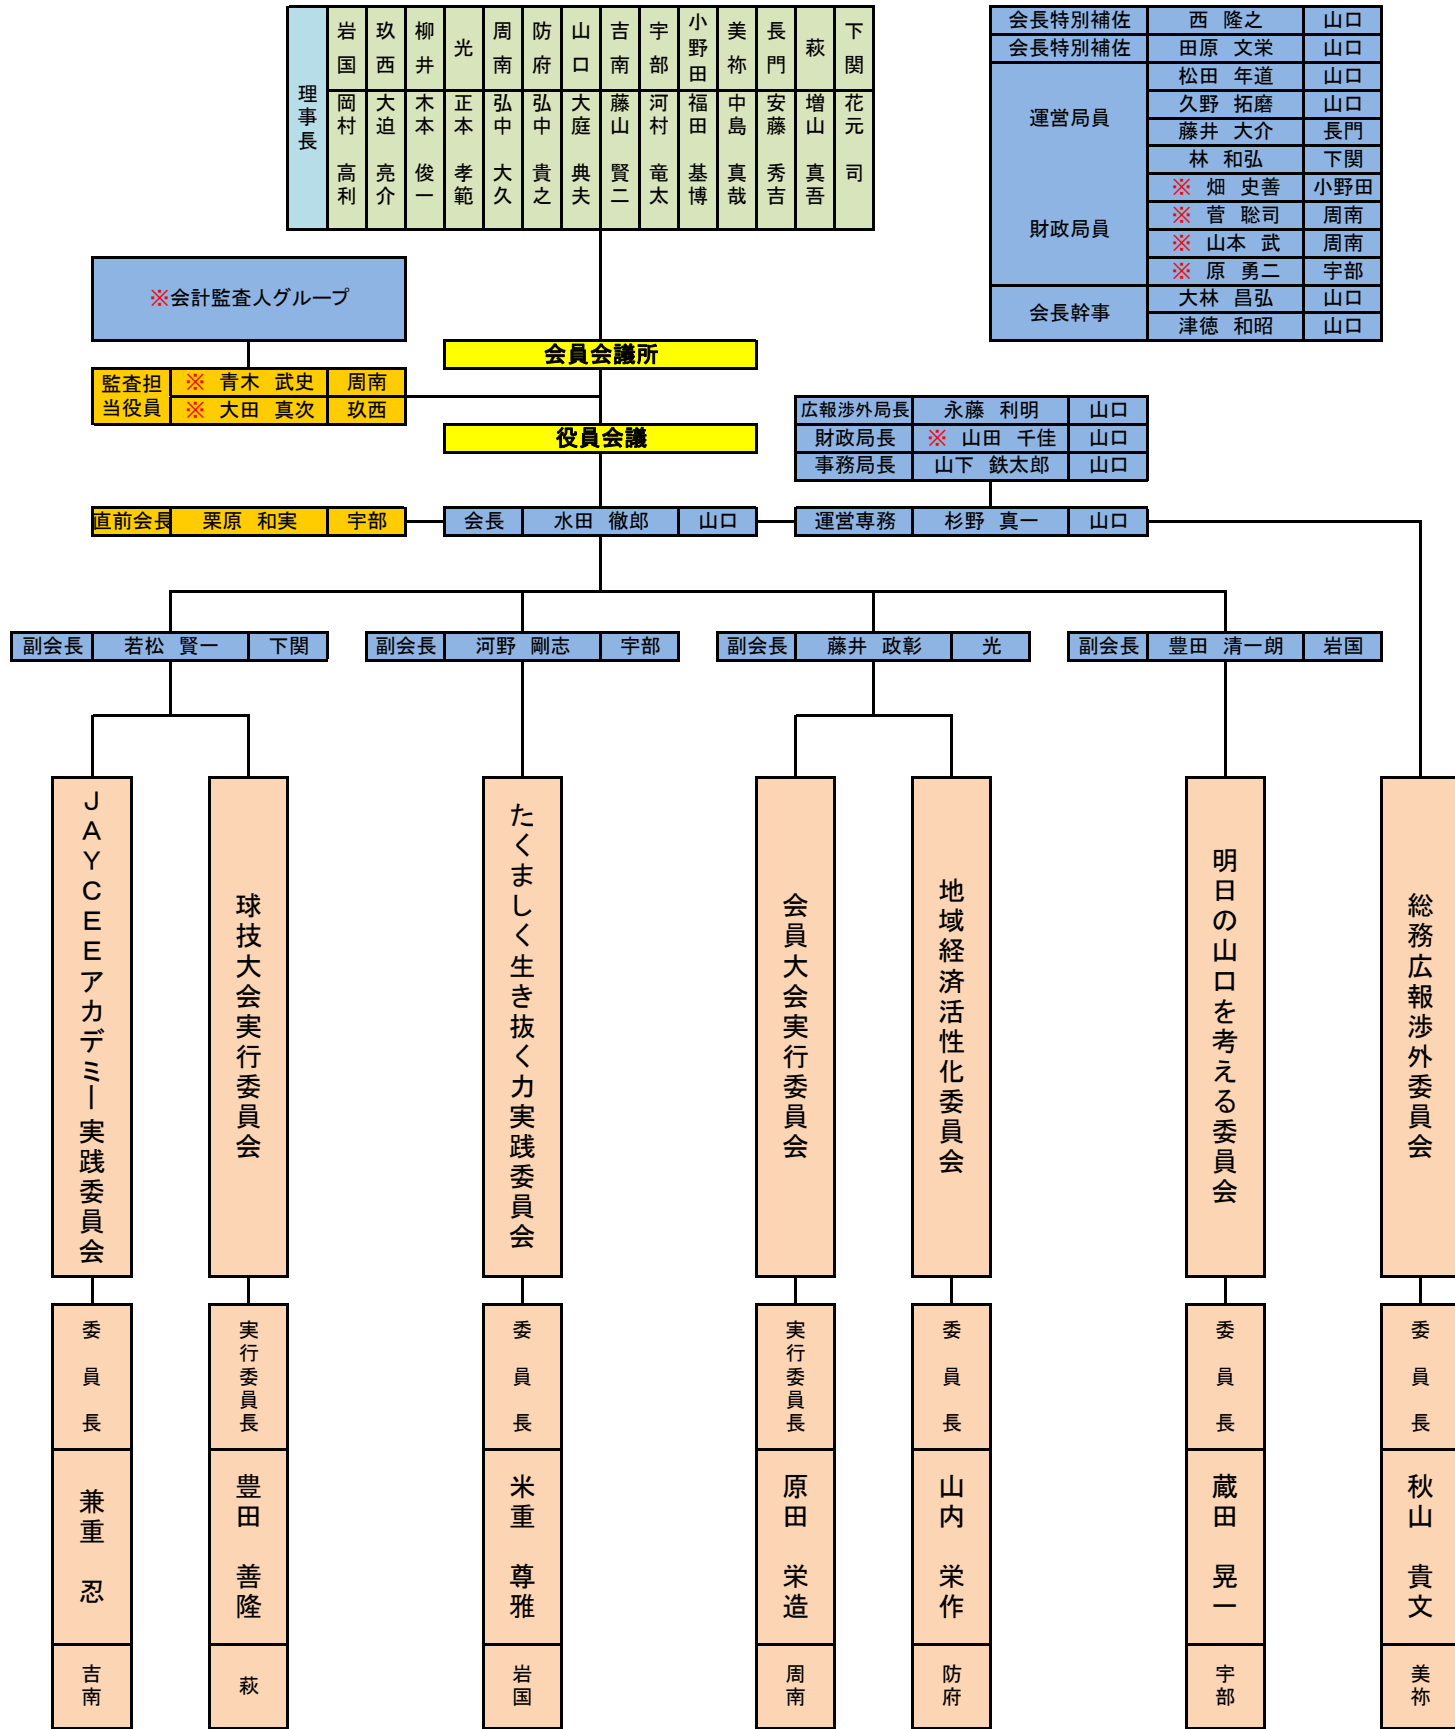 理事長
岩国 玖西 柳井 光 周南 防府 山口 吉南 宇部 小野田 美祢 長門 萩 下関
岡村 高利 大迫 亮介 木本 俊一 正本 孝範 弘中 大久 弘中 貴之 大庭 典夫 藤山 賢二 河村 竜太 福田 基博 中島 真哉 安藤 秀吉 増山 真吾 花元 司
会長特別補佐 西 隆之 山口
会長特別補佐 田原 文栄 山口
運営局員
松田 年道 山口
久野 拓磨 山口
藤井 大介 長門
林 和弘 下関
財政局員
※ 畑 史善 小野田
※ 菅 聡司 周南
※ 山本 武 周南
※ 原 勇二 宇部
会長幹事
大林 昌弘 山口
津徳 和昭 山口
※会計監査人グループ
会員会議所
監査担当役員
※ 青木 武史 周南
※ 大田 真次 玖西
役員会議
広報渉外局長 永藤 利明 山口
財政局長 ※ 山田 千佳 山口
事務局長 山下 鉄太郎 山口
直前会長 栗原 和実 宇部
会長 水田 徹郎 山口
運営専務 杉野 真一 山口
副会長 若松 賢一 下関
副会長 河野 剛志 宇部
副会長 藤井 政彰 光
副会長 豊田 清一朗 岩国
JAYCEEアカデミー実践委員会
球技大会実行委員会
たくましく生き抜く力実践委員会
会員大会実行委員会
地域経済活性化委員会
明日の山口を考える委員会
総務広報渉外委員会
委員長
実行委員長
委員長
実行委員長
委員長
委員長
委員長
兼重 忍
豊田 善隆
米重 尊雅
原田 栄造
山内 栄作
蔵田 晃一
秋山 貴文
吉南
萩
岩国
周南
防府
宇部
美祢